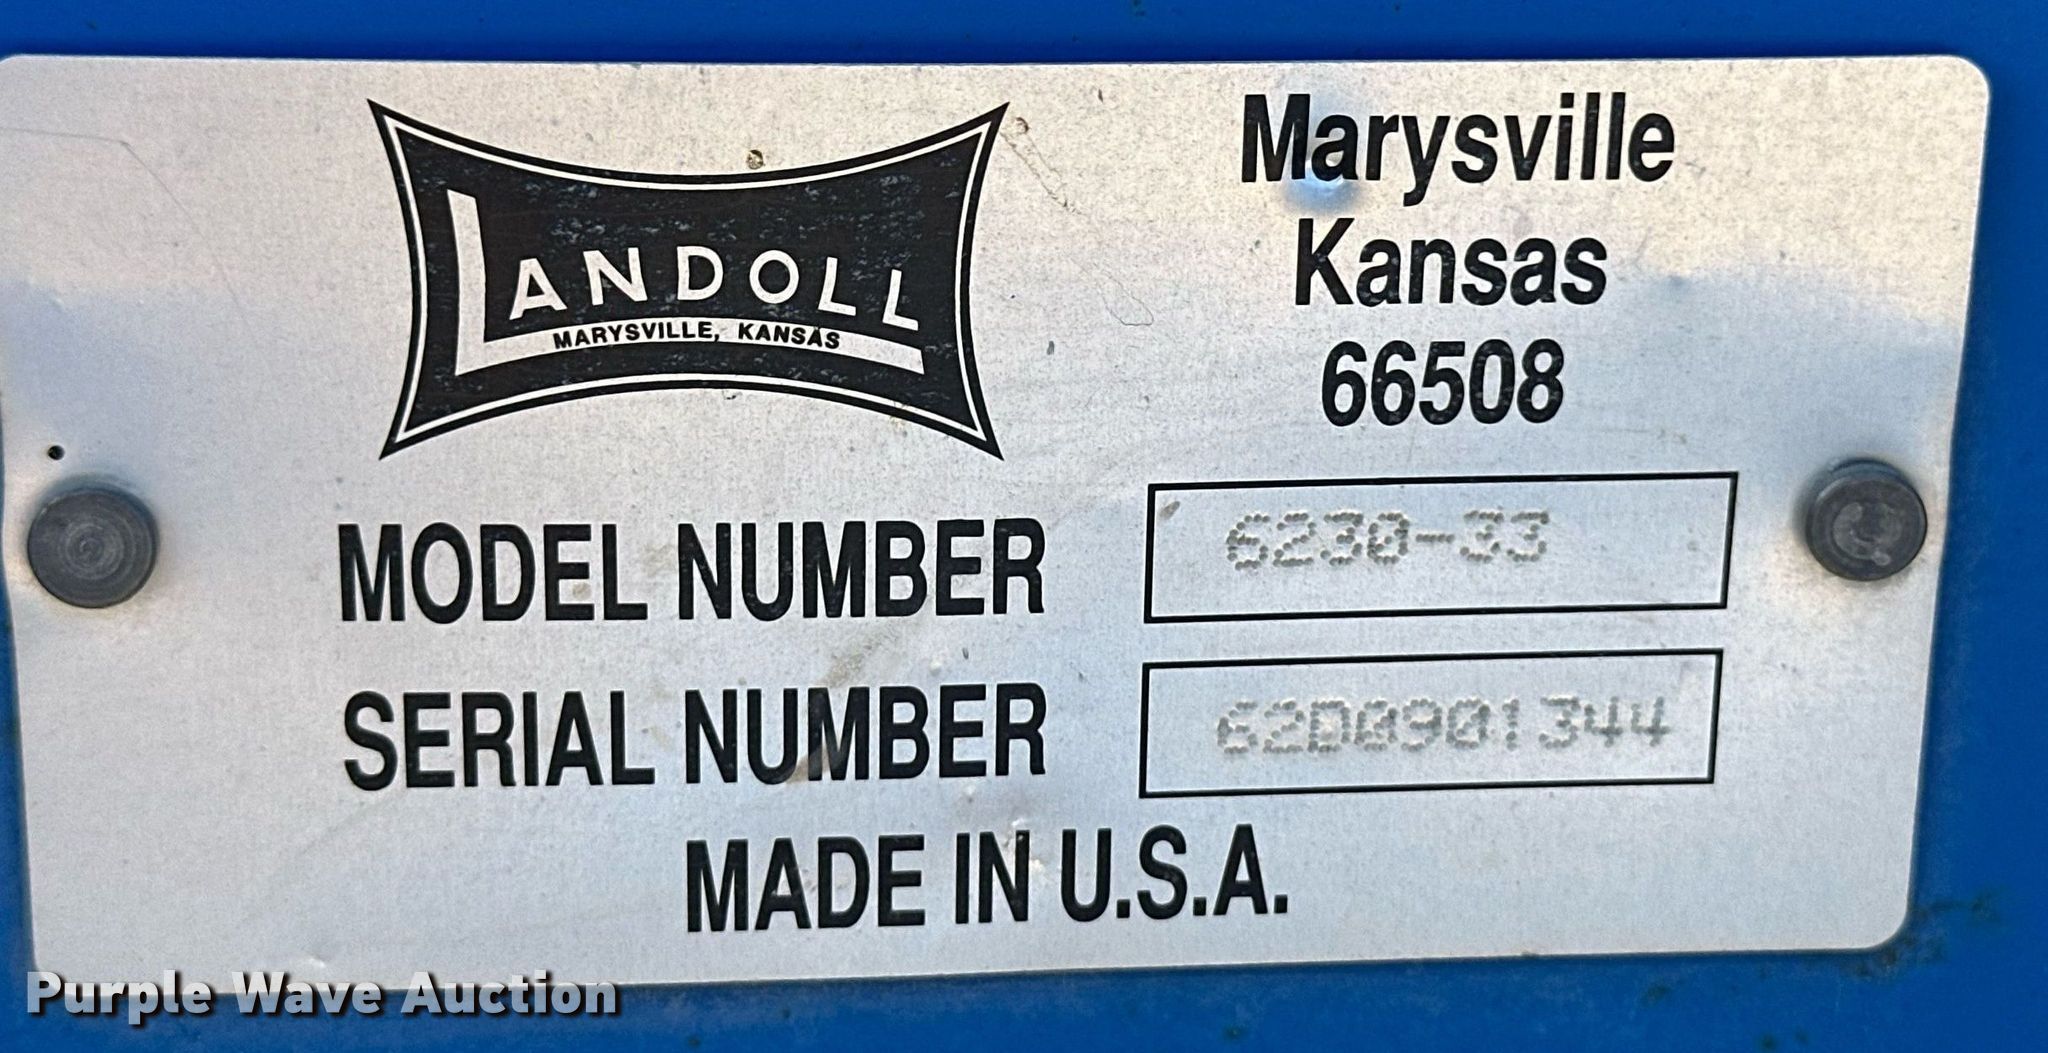 LANDOLL
MARYSVILLE, KANSAS
Marysville
Kansas
66508
MODEL NUMBER 6230-33
SERIAL NUMBER 62D0901344
MADE IN U.S.A.
Purple Wave Auction